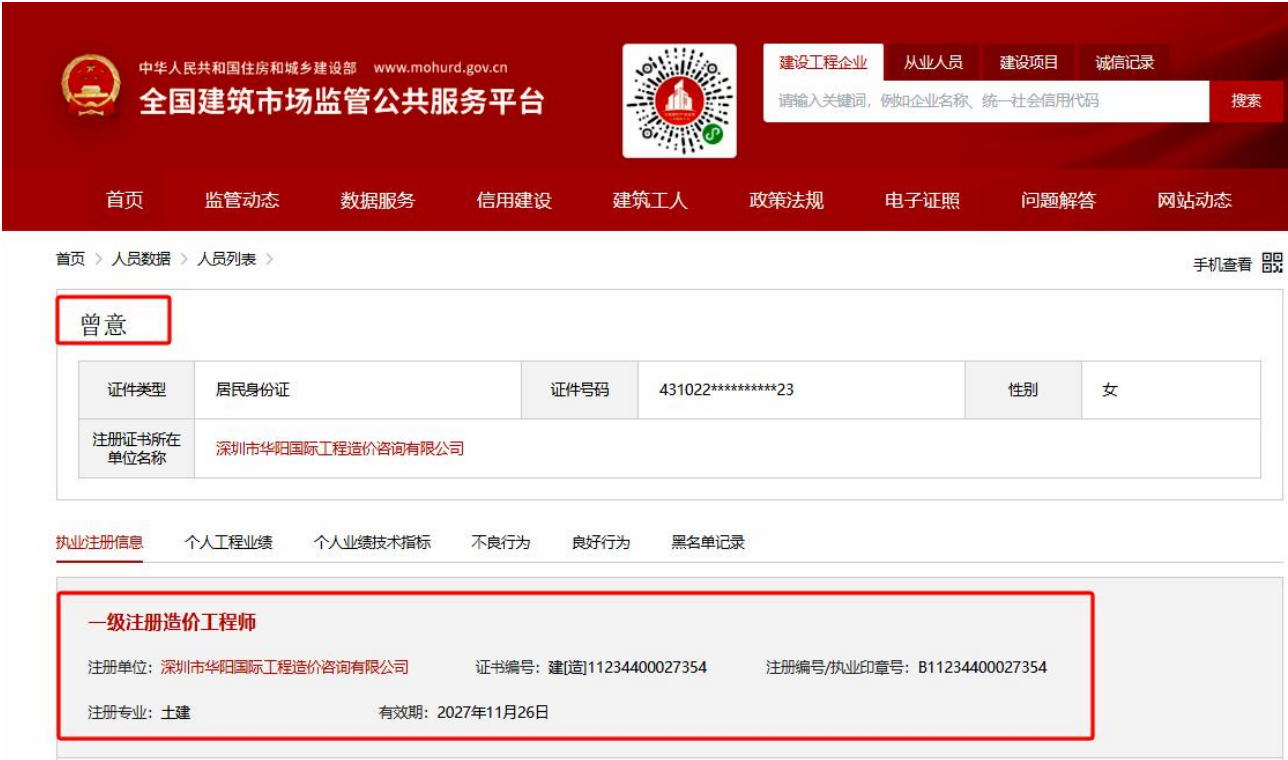 中华人民共和国住房和城乡建设部 www.mohurd.gov.cn
全国建筑市场监管公共服务平台
建设工程企业 从业人员 建设项目 诚信记录
请输入关键词，例如企业名称、统一社会信用代码 搜索
首页 监管动态 数据服务 信用建设 建筑工人 政策法规 电子证照 问题解答 网站动态
首页 > 人员数据 > 人员列表 >
手机查看
曾意
证件类型 居民身份证 证件号码 431022**********23 性别 女
注册证书所在
单位名称
深圳市华阳国际工程造价咨询有限公司
执业注册信息 个人工程业绩 个人业绩技术指标 不良行为 良好行为 黑名单记录
一级注册造价工程师
注册单位：深圳市华阳国际工程造价咨询有限公司 证书编号：建[造]11234400027354 注册编号/执业印章号：B11234400027354
注册专业：土建 有效期：2027年11月26日